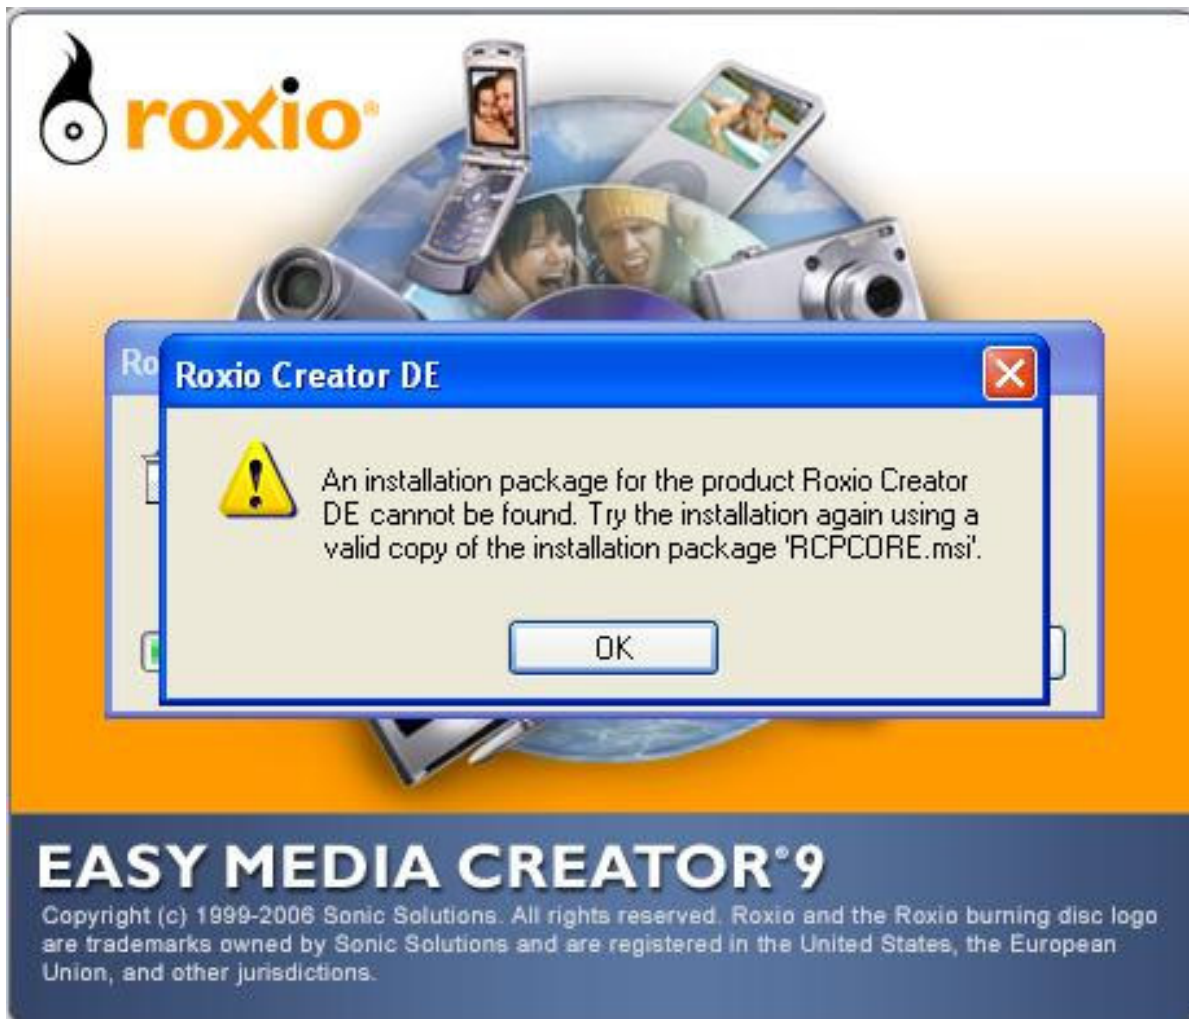 roxio®
Ro
Roxio Creator DE
An installation package for the product Roxio Creator
DE cannot be found. Try the installation again using a
valid copy of the installation package 'RCPCORE.msi'.
OK
EASY MEDIA CREATOR®9
Copyright (c) 1999-2006 Sonic Solutions. All rights reserved. Roxio and the Roxio burning disc logo
are trademarks owned by Sonic Solutions and are registered in the United States, the European
Union, and other jurisdictions.